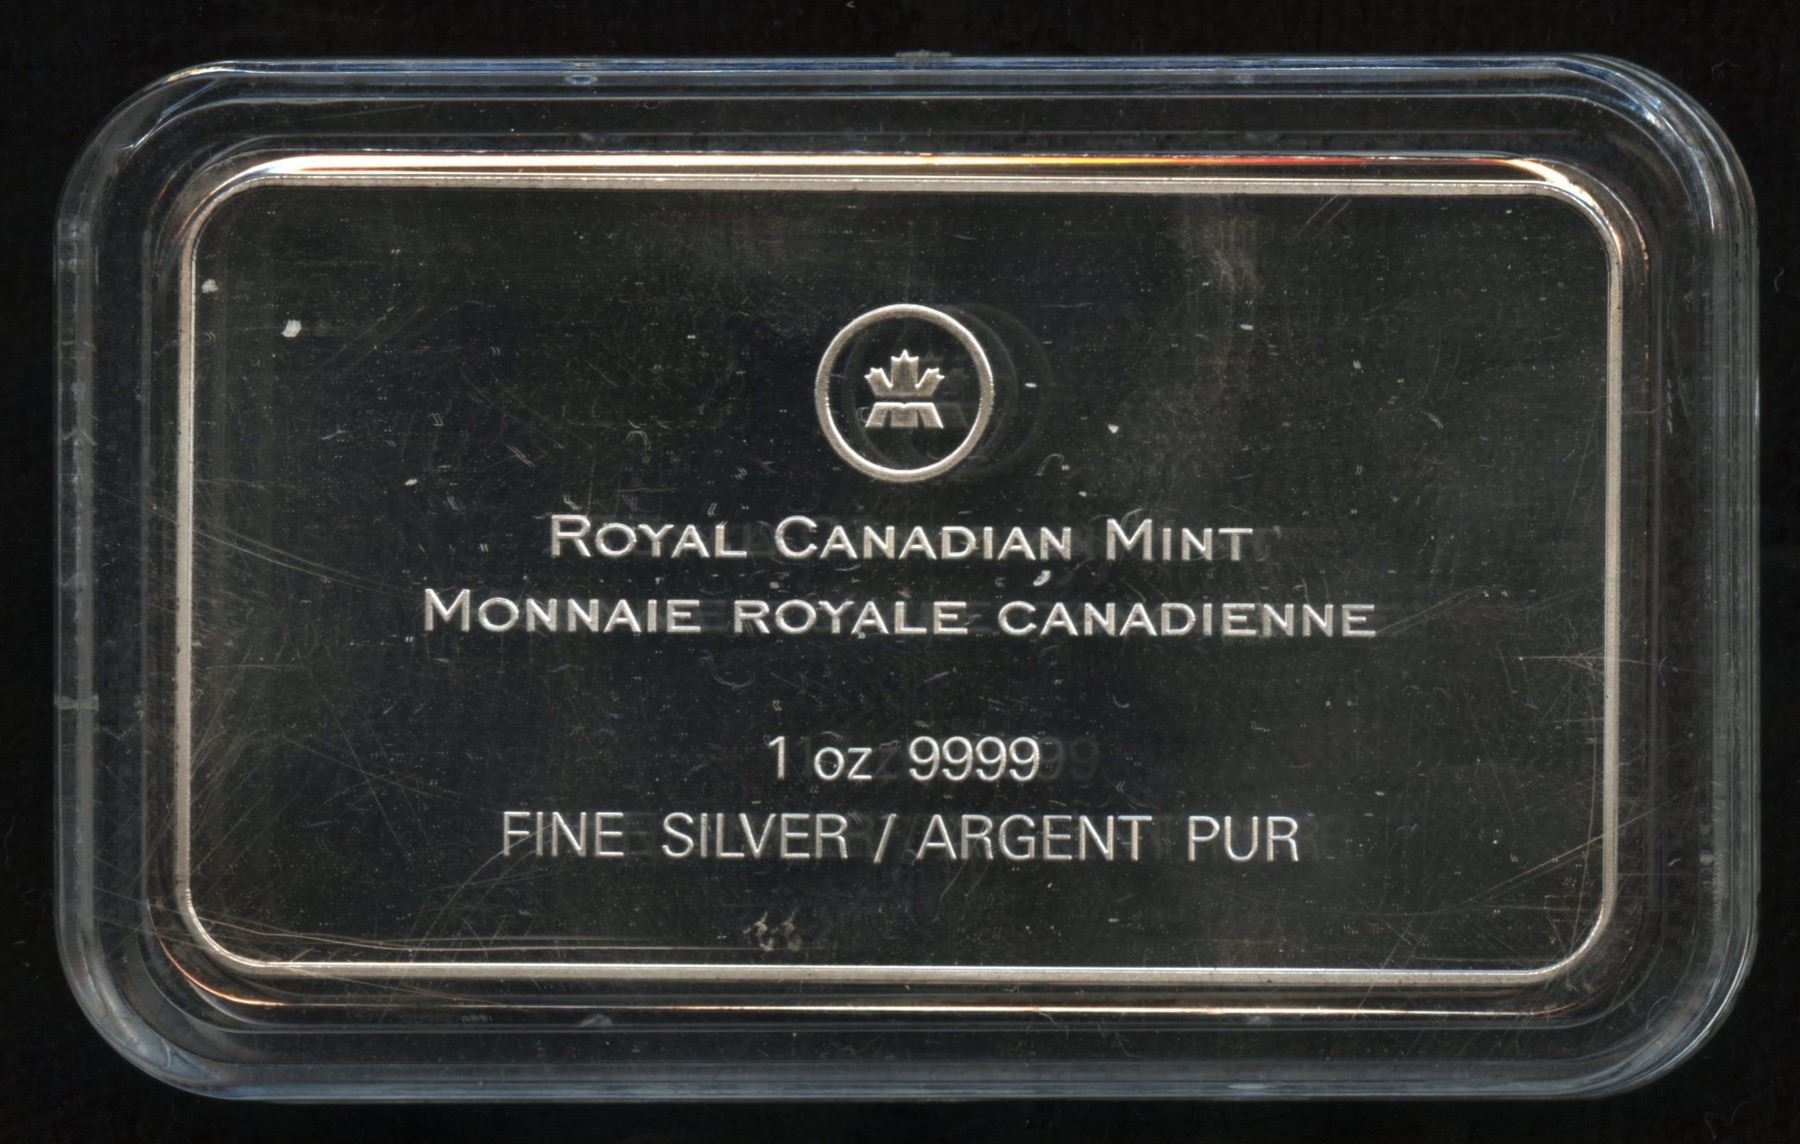 ROYAL CANADIAN MINT
MONNAIE ROYALE CANADIENNE
1 oz 9999
FINE SILVER / ARGENT PUR